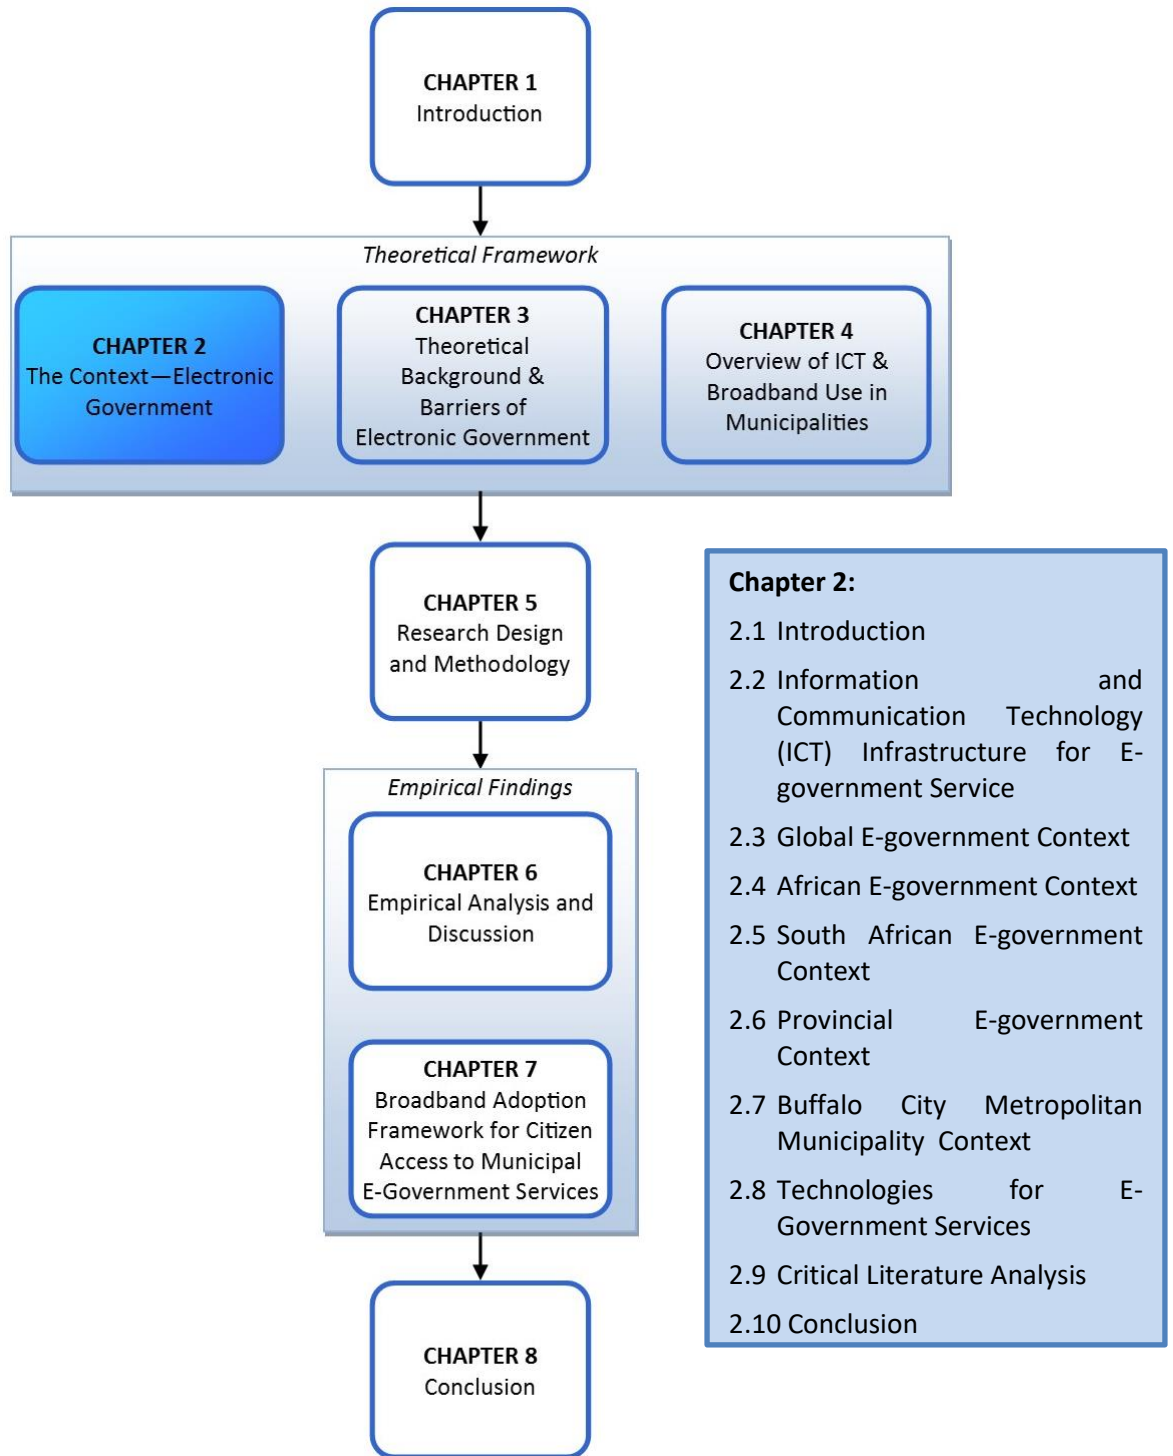 CHAPTER 1
Introduction
Theoretical Framework
CHAPTER 2
The Context—Electronic
Government
CHAPTER 3
Theoretical
Background &
Barriers of
Electronic Government
CHAPTER 4
Overview of ICT &
Broadband Use in
Municipalities
CHAPTER 5
Research Design
and Methodology
Empirical Findings
CHAPTER 6
Empirical Analysis and
Discussion
CHAPTER 7
Broadband Adoption
Framework for Citizen
Access to Municipal
E-Government Services
CHAPTER 8
Conclusion
Chapter 2:
2.1 Introduction
2.2 Information and
Communication Technology
(ICT) Infrastructure for E-
government Service
2.3 Global E-government Context
2.4 African E-government Context
2.5 South African E-government
Context
2.6 Provincial E-government
Context
2.7 Buffalo City Metropolitan
Municipality Context
2.8 Technologies for E-
Government Services
2.9 Critical Literature Analysis
2.10 Conclusion